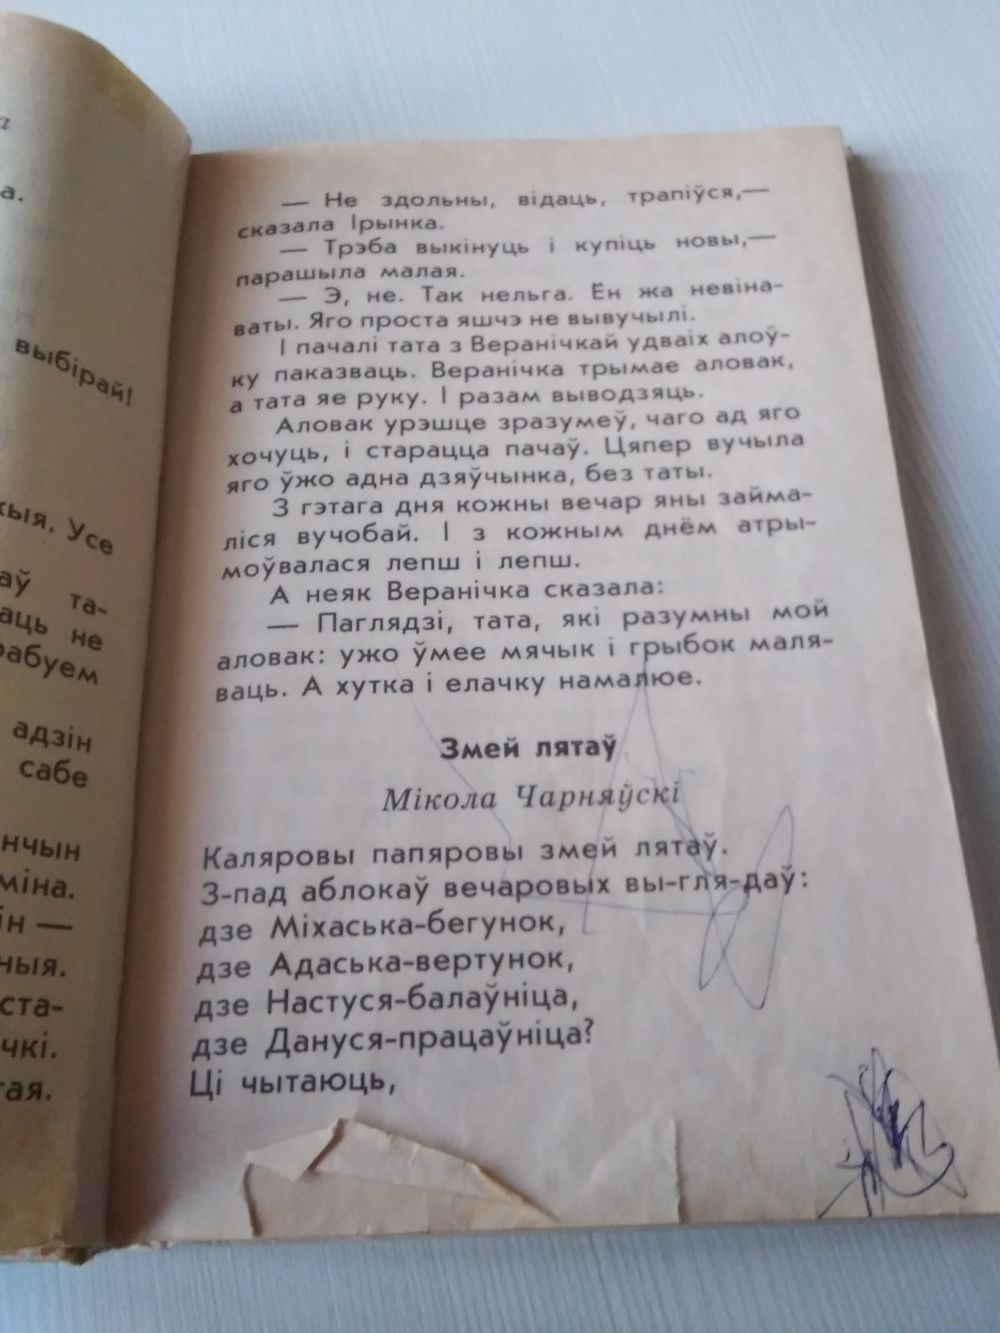 а
а.
выбірай!
кыя. Усе
аў та-
аць не
рабуем
адзін
сабе
нчын
міна.
ін —
ныя.
ста-
чкі.
тая.
— Не здольны, відаць, трапіўся,—
сказала Ірынка.
— Трэба выкінуць і купіць новы,—
парашыла малая.
— Э, не. Так нельга. Ён жа невіна-
ваты. Яго проста яшчэ не вывучылі.
І пачалі тата з Веранічкай удваіх алоў-
ку паказваць. Веранічка трымае аловак,
а тата яе руку. І разам выводзяць.
Аловак урэшце зразумеў, чаго ад яго
хочуць, і старацца пачаў. Цяпер вучыла
яго ўжо адна дзяўчынка, без таты.
З гэтага дня кожны вечар яны займа-
ліся вучобай. І з кожным днём атры-
моўвалася лепш і лепш.
А неяк Веранічка сказала:
— Паглядзі, тата, які разумны мой
аловак: ужо ўмее мячык і грыбок маля-
ваць. А хутка і елачку намалюе.
Змей лятаў
Мікола Чарняўскі
Каляровы папяровы змей лятаў.
З-пад аблокаў вечаровых вы-гля-даў:
дзе Міхаська-бегунок,
дзе Адаська-вертунок,
дзе Настуся-балаўніца,
дзе Дануся-працаўніца?
Ці чытаюць,